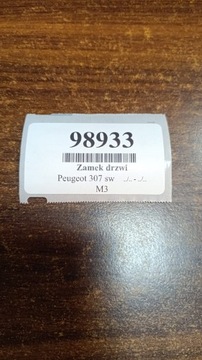 98933
Zamek drzwi
Peugeot 307 sw ./.. - ./..
M3